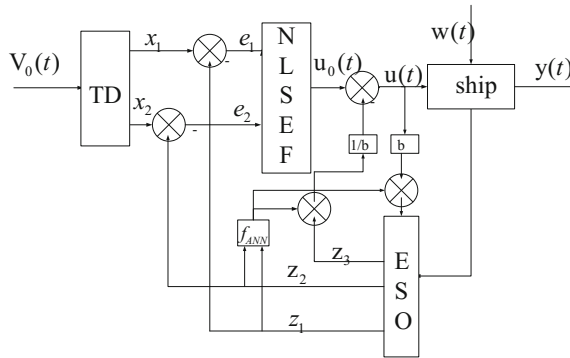 w(t)
V₀(t)
TD
x₁
x₂
e₁
e₂
-
-
N
L
S
E
F
u₀(t)
-
u(t)
ship
y(t)
1/b
b
f_ANN
z₃
z₂
z₁
E
S
O